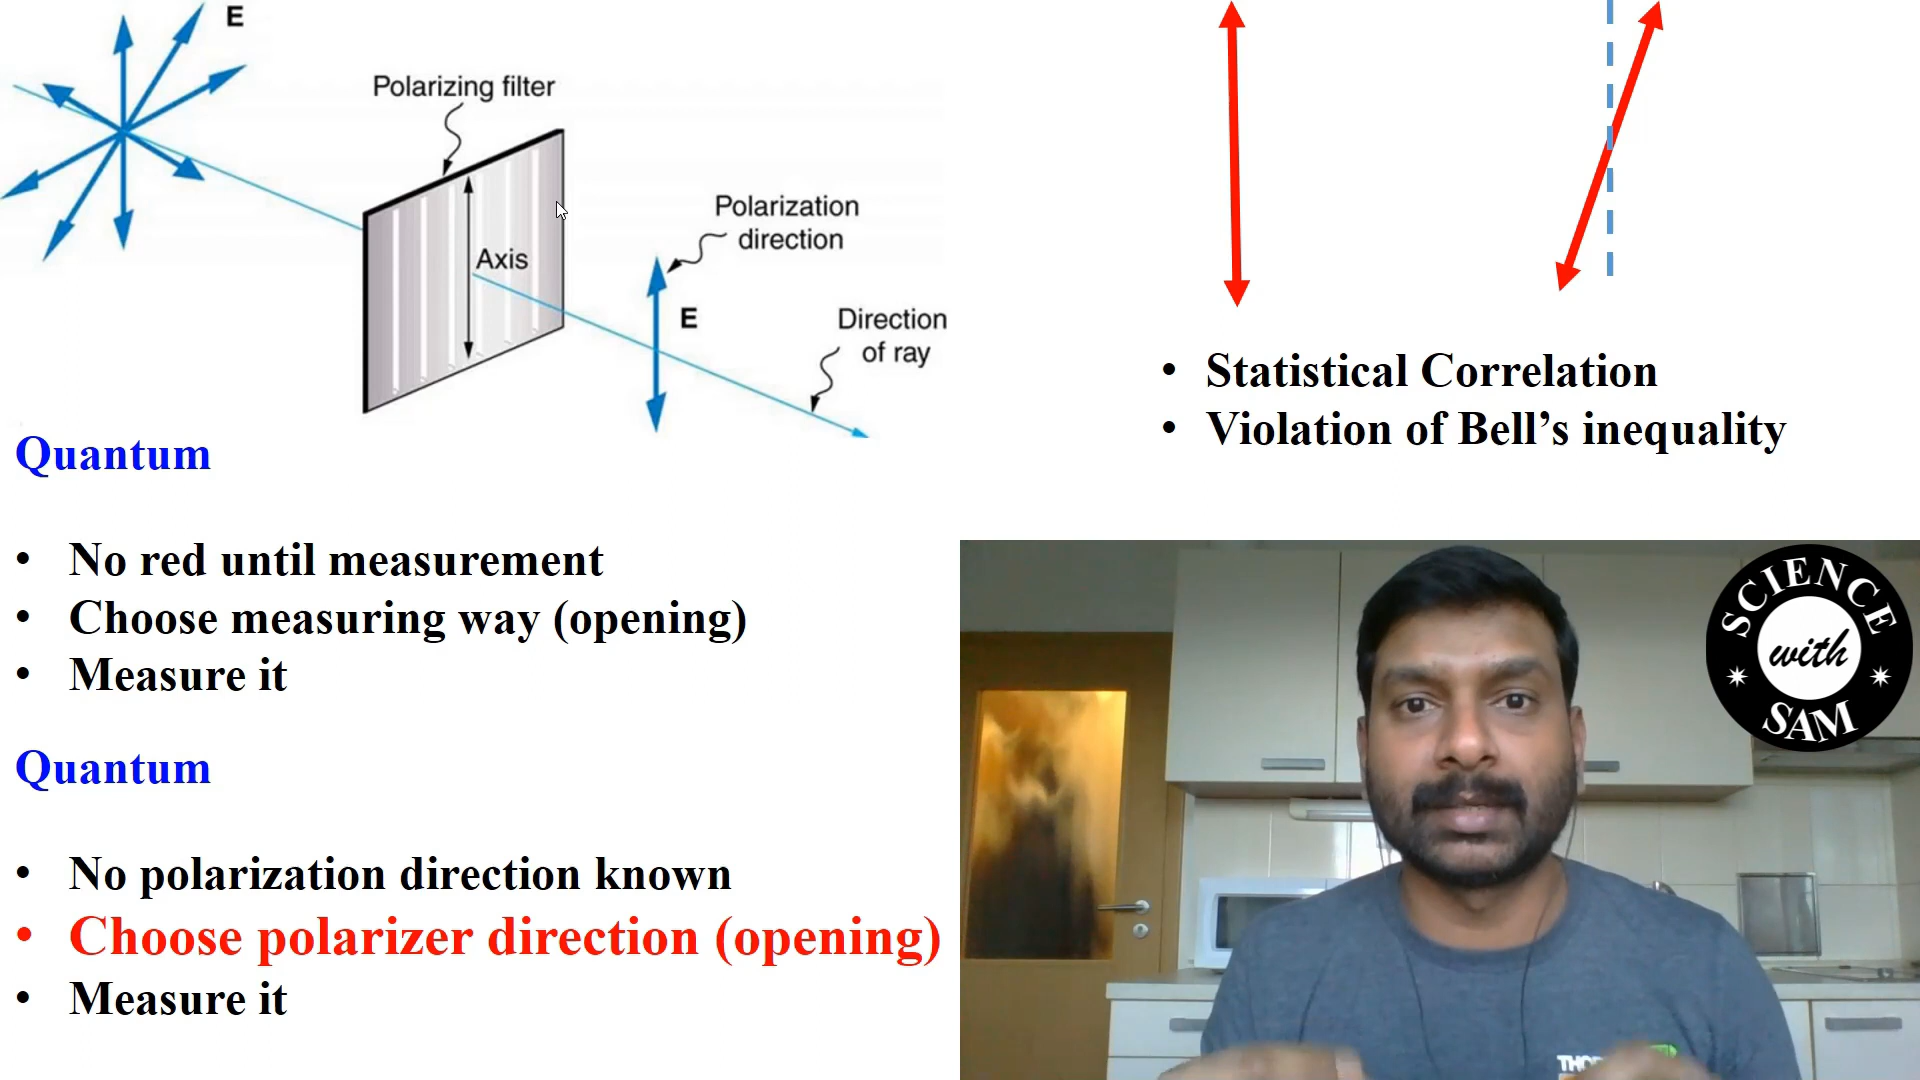 E
Polarizing filter
Axis
Polarization
direction
E
Direction
of ray
Quantum
• No red until measurement
• Choose measuring way (opening)
• Measure it
Quantum
• No polarization direction known
• Choose polarizer direction (opening)
• Measure it
• Statistical Correlation
• Violation of Bell’s inequality
SCIENCE
with
SAM